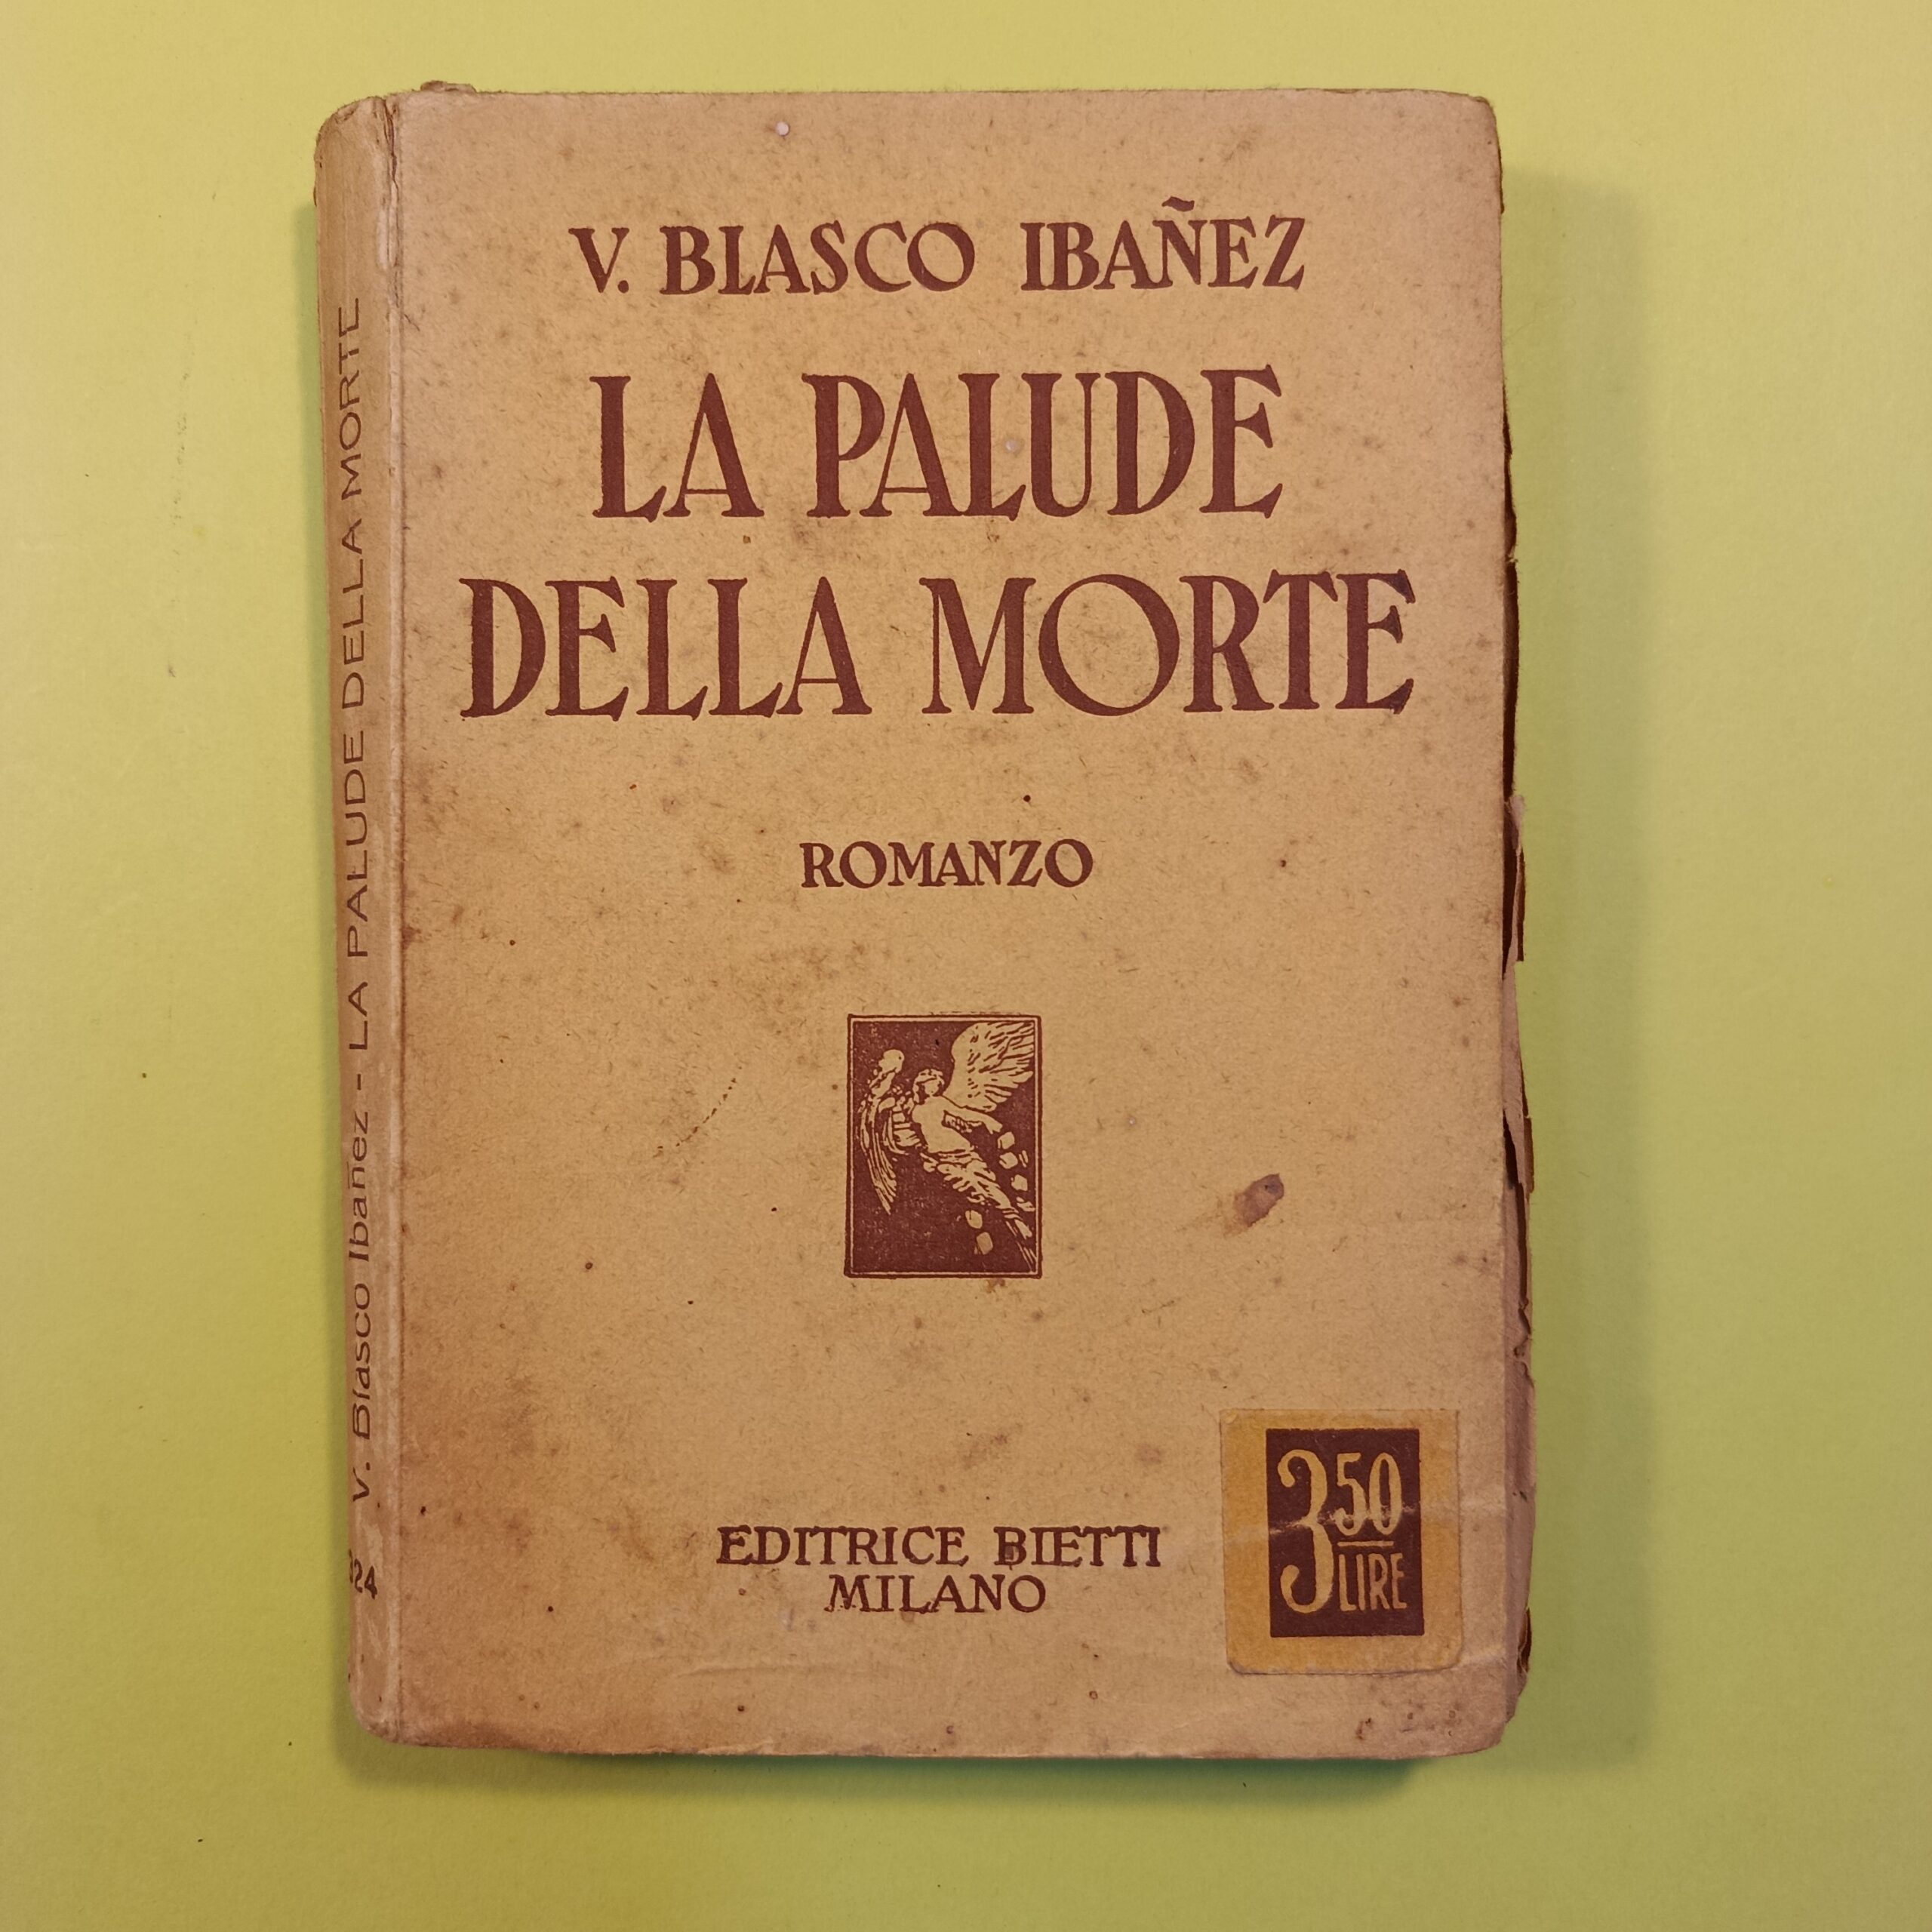 V. BLASCO IBAÑEZ
LA PALUDE
DELLA MORTE
ROMANZO
EDITRICE BIETTI
MILANO
3 50
LIRE
V. Blasco Ibañez - LA PALUDE DELLA MORTE